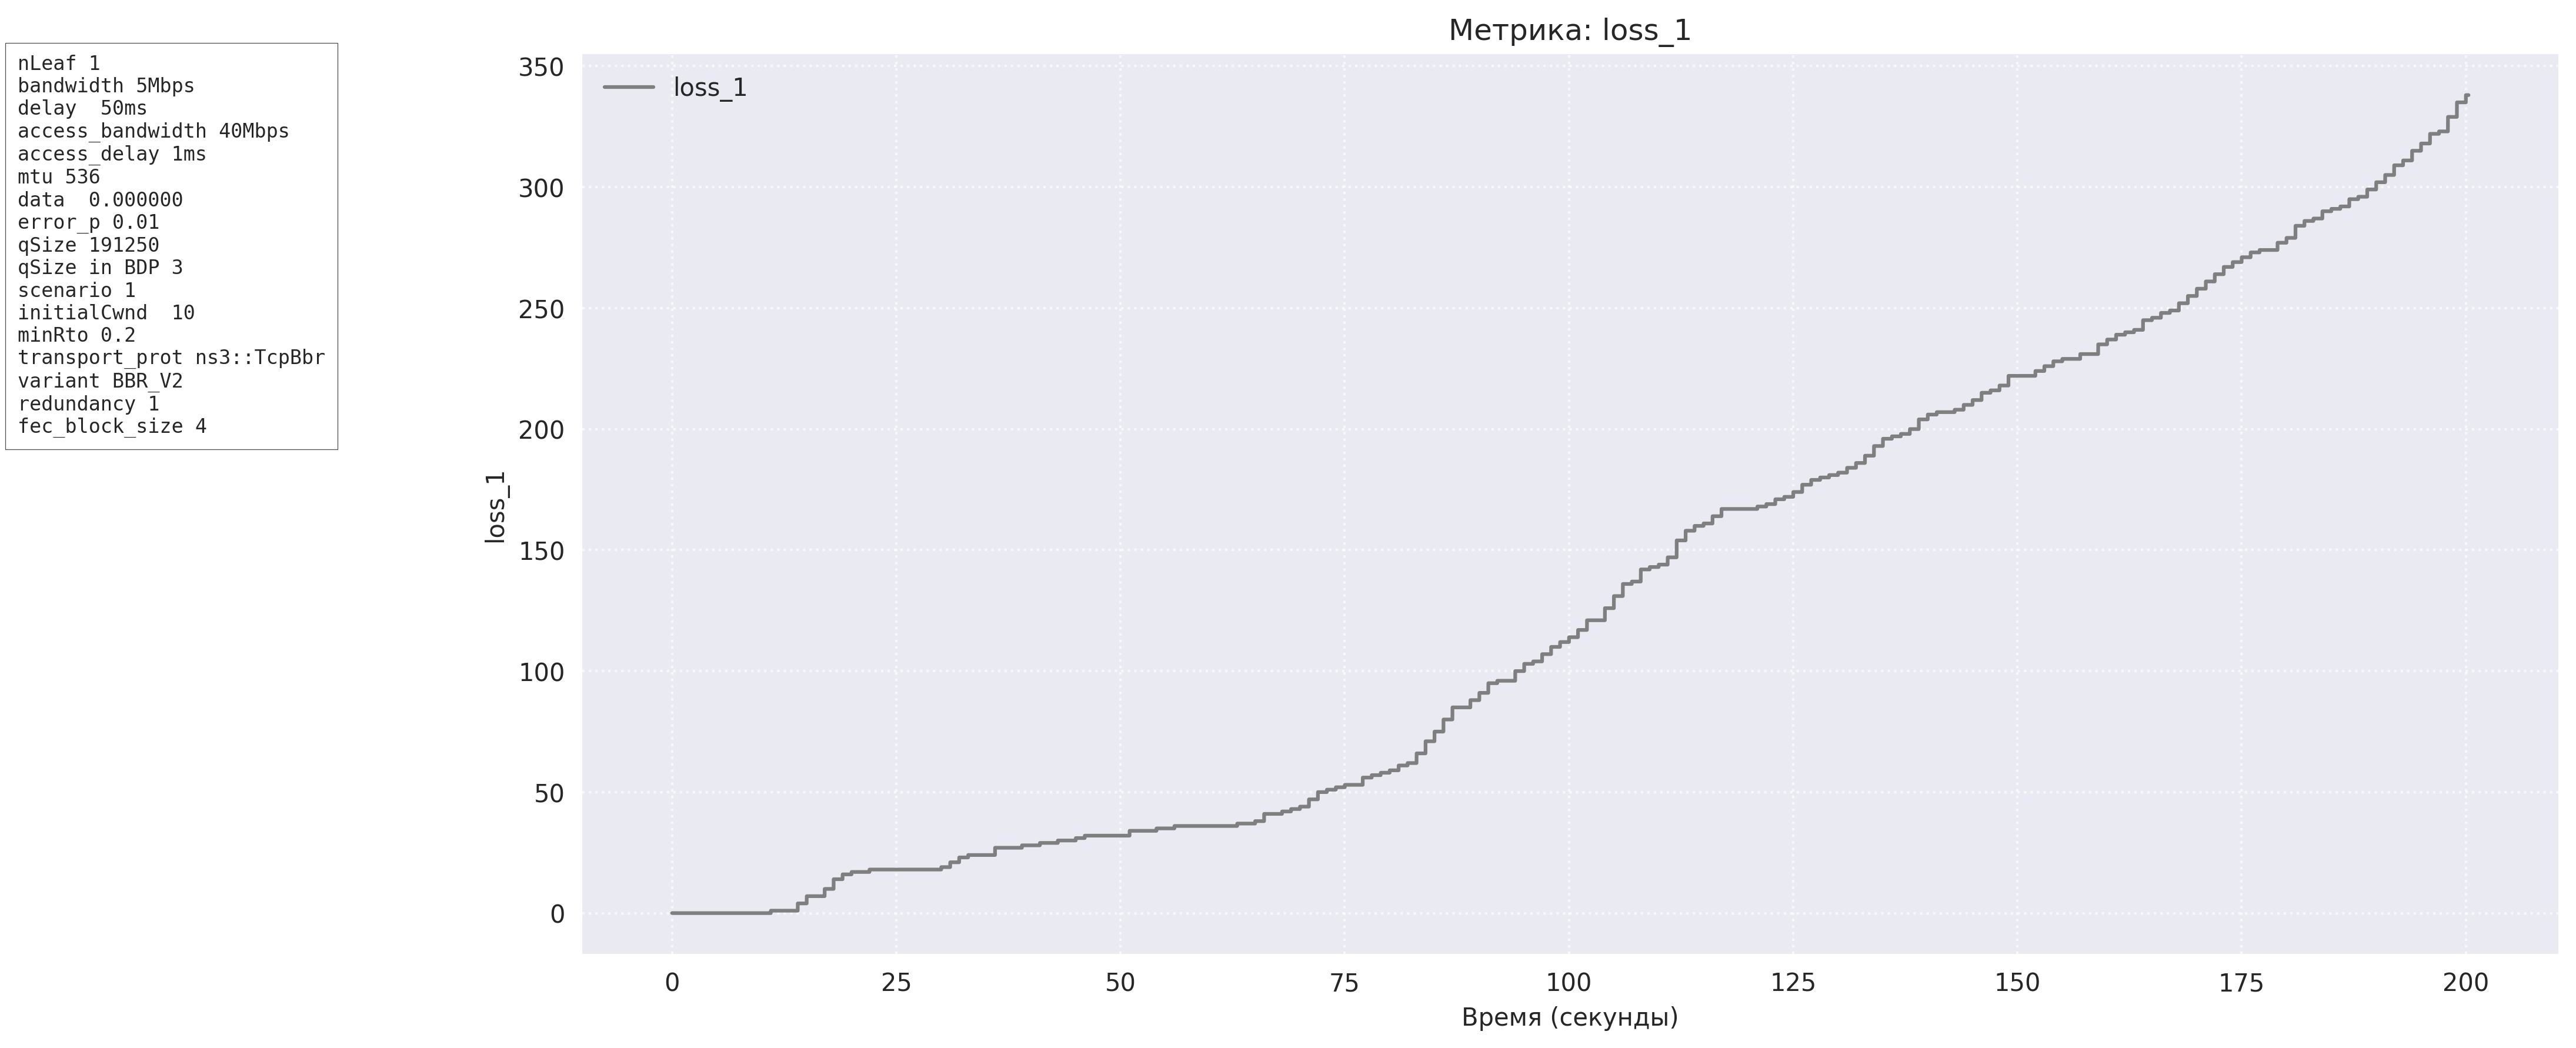 Метрика: loss_1
nLeaf 1
bandwidth 5Mbps
delay  50ms
access_bandwidth 40Mbps
access_delay 1ms
mtu 536
data  0.000000
error_p 0.01
qSize 191250
qSize in BDP 3
scenario 1
initialCwnd  10
minRto 0.2
transport_prot ns3::TcpBbr
variant BBR_V2
redundancy 1
fec_block_size 4
loss_1
loss_1
350
300
250
200
150
100
50
0
0 25 50 75 100 125 150 175 200
Время (секунды)